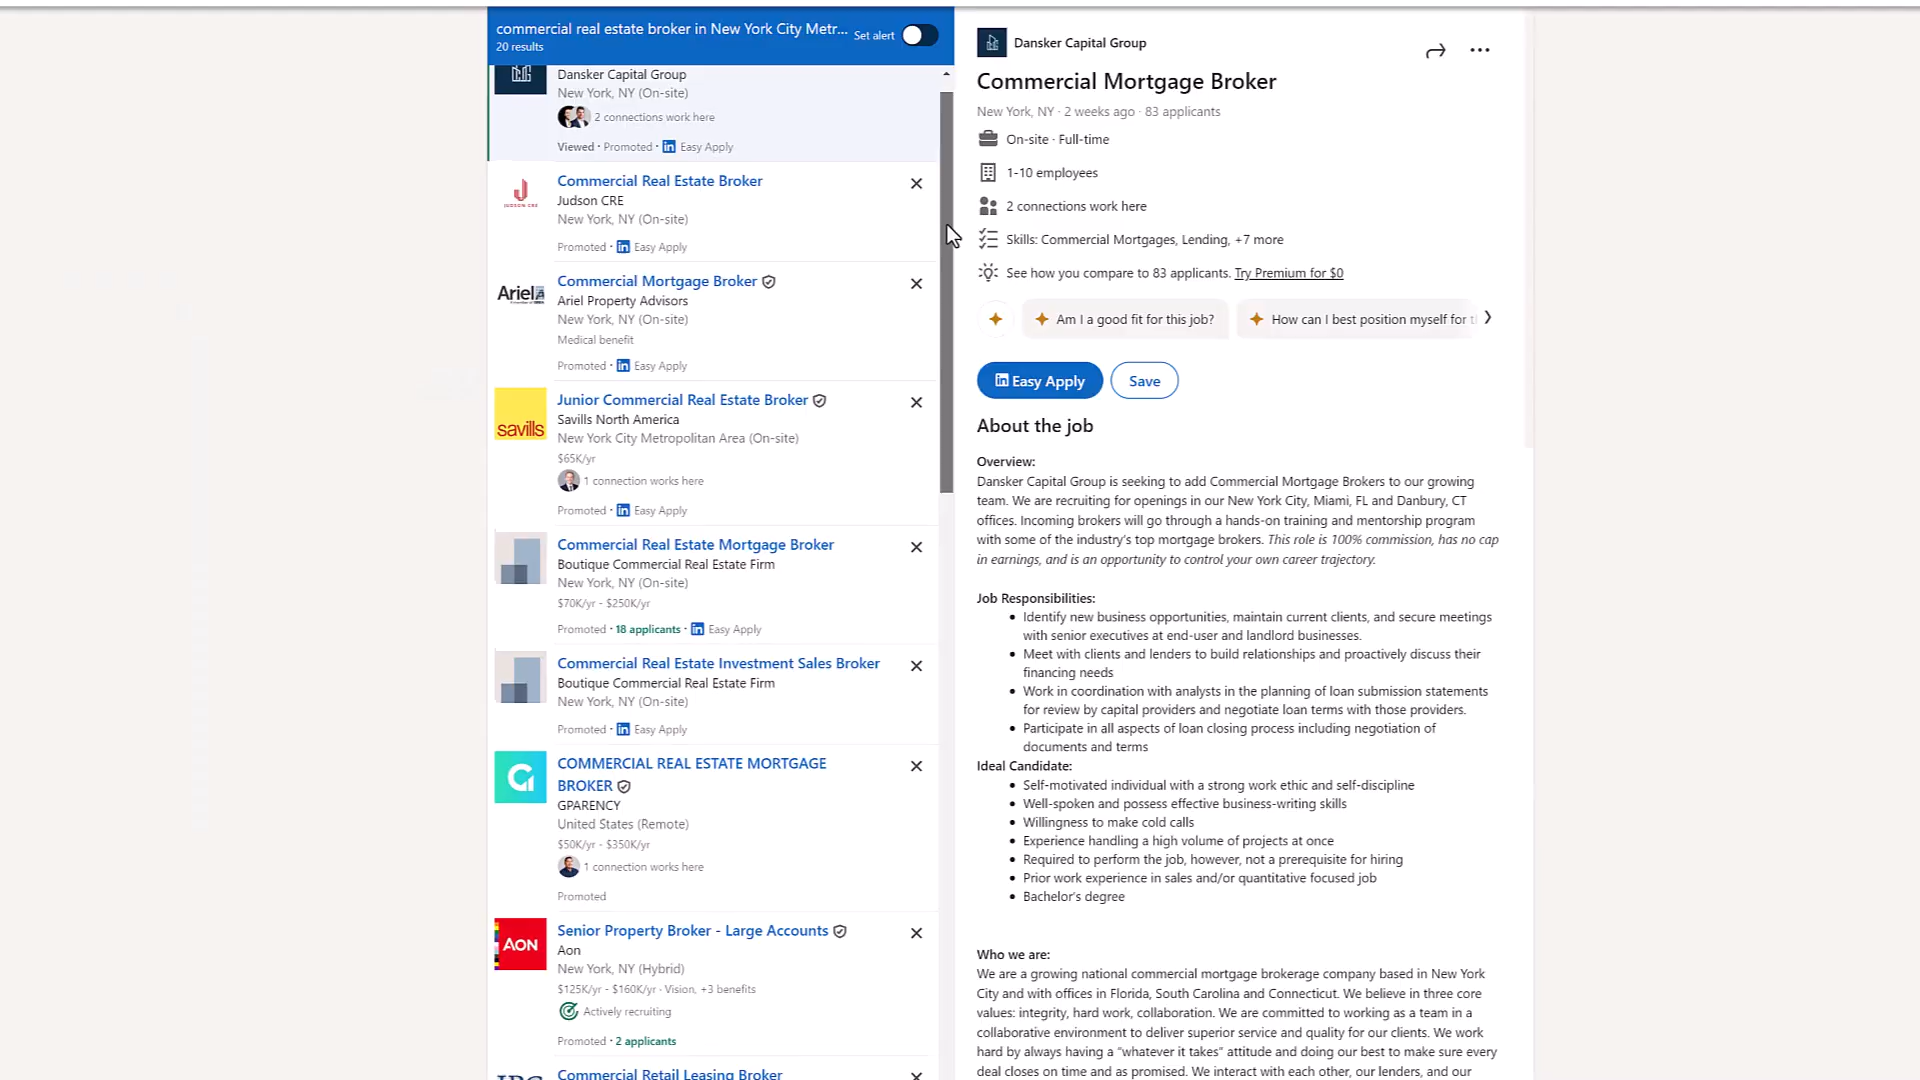 commercial real estate broker in New York City Metr...
20 results
Set alert
Dansker Capital Group
New York, NY (On-site)
2 connections work here
Viewed · Promoted · in Easy Apply
JUDSON CRE
Commercial Real Estate Broker
Judson CRE
New York, NY (On-site)
Promoted · in Easy Apply
Ariel
Commercial Mortgage Broker
Ariel Property Advisors
New York, NY (On-site)
Medical benefit
Promoted · in Easy Apply
savills
Junior Commercial Real Estate Broker
Savills North America
New York City Metropolitan Area (On-site)
$65K/yr
1 connection works here
Promoted · in Easy Apply
Commercial Real Estate Mortgage Broker
Boutique Commercial Real Estate Firm
New York, NY (On-site)
$70K/yr - $250K/yr
Promoted · 18 applicants · in Easy Apply
Commercial Real Estate Investment Sales Broker
Boutique Commercial Real Estate Firm
New York, NY (On-site)
Promoted · in Easy Apply
COMMERCIAL REAL ESTATE MORTGAGE
BROKER
GPARENCY
United States (Remote)
$50K/yr - $350K/yr
1 connection works here
Promoted
AON
Senior Property Broker - Large Accounts
Aon
New York, NY (Hybrid)
$125K/yr - $160K/yr · Vision, +3 benefits
Actively recruiting
Promoted · 2 applicants
Commercial Retail Leasing Broker
Dansker Capital Group
Commercial Mortgage Broker
New York, NY · 2 weeks ago · 83 applicants
On-site · Full-time
1-10 employees
2 connections work here
Skills: Commercial Mortgages, Lending, +7 more
See how you compare to 83 applicants. Try Premium for $0
Am I a good fit for this job?
How can I best position myself for t
in Easy Apply
Save
About the job
Overview:
Dansker Capital Group is seeking to add Commercial Mortgage Brokers to our growing
team. We are recruiting for openings in our New York City, Miami, FL and Danbury, CT
offices. Incoming brokers will go through a hands-on training and mentorship program
with some of the industry's top mortgage brokers. This role is 100% commission, has no cap
in earnings, and is an opportunity to control your own career trajectory.
Job Responsibilities:
• Identify new business opportunities, maintain current clients, and secure meetings
with senior executives at end-user and landlord businesses.
• Meet with clients and lenders to build relationships and proactively discuss their
financing needs
• Work in coordination with analysts in the planning of loan submission statements
for review by capital providers and negotiate loan terms with those providers.
• Participate in all aspects of loan closing process including negotiation of
documents and terms
Ideal Candidate:
• Self-motivated individual with a strong work ethic and self-discipline
• Well-spoken and possess effective business-writing skills
• Willingness to make cold calls
• Experience handling a high volume of projects at once
• Required to perform the job, however, not a prerequisite for hiring
• Prior work experience in sales and/or quantitative focused job
• Bachelor's degree
Who we are:
We are a growing national commercial mortgage brokerage company based in New York
City and with offices in Florida, South Carolina and Connecticut. We believe in three core
values: integrity, hard work, collaboration. We are committed to working as a team in a
collaborative environment to deliver superior service and quality for our clients. We work
hard by always having a "whatever it takes" attitude and doing our best to make sure every
deal closes on time and as promised. We interact with each other, our lenders, and our